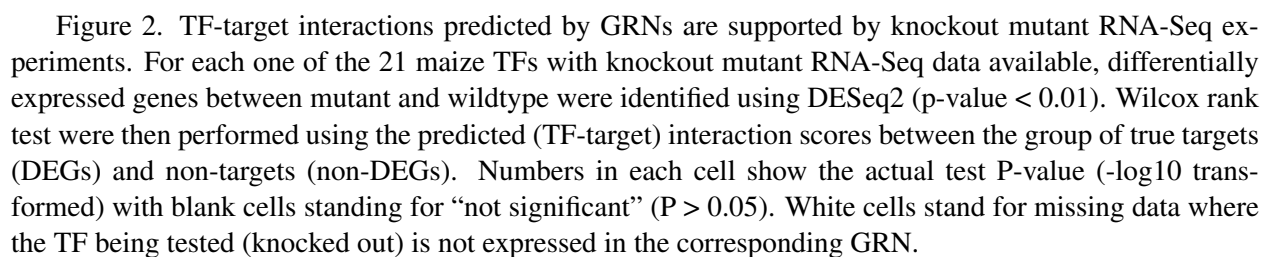 Figure 2. TF-target interactions predicted by GRNs are supported by knockout mutant RNA-Seq ex-
periments. For each one of the 21 maize TFs with knockout mutant RNA-Seq data available, differentially
expressed genes between mutant and wildtype were identified using DESeq2 (p-value < 0.01). Wilcox rank
test were then performed using the predicted (TF-target) interaction scores between the group of true targets
(DEGs) and non-targets (non-DEGs). Numbers in each cell show the actual test P-value (-log10 trans-
formed) with blank cells standing for “not significant” (P > 0.05). White cells stand for missing data where
the TF being tested (knocked out) is not expressed in the corresponding GRN.